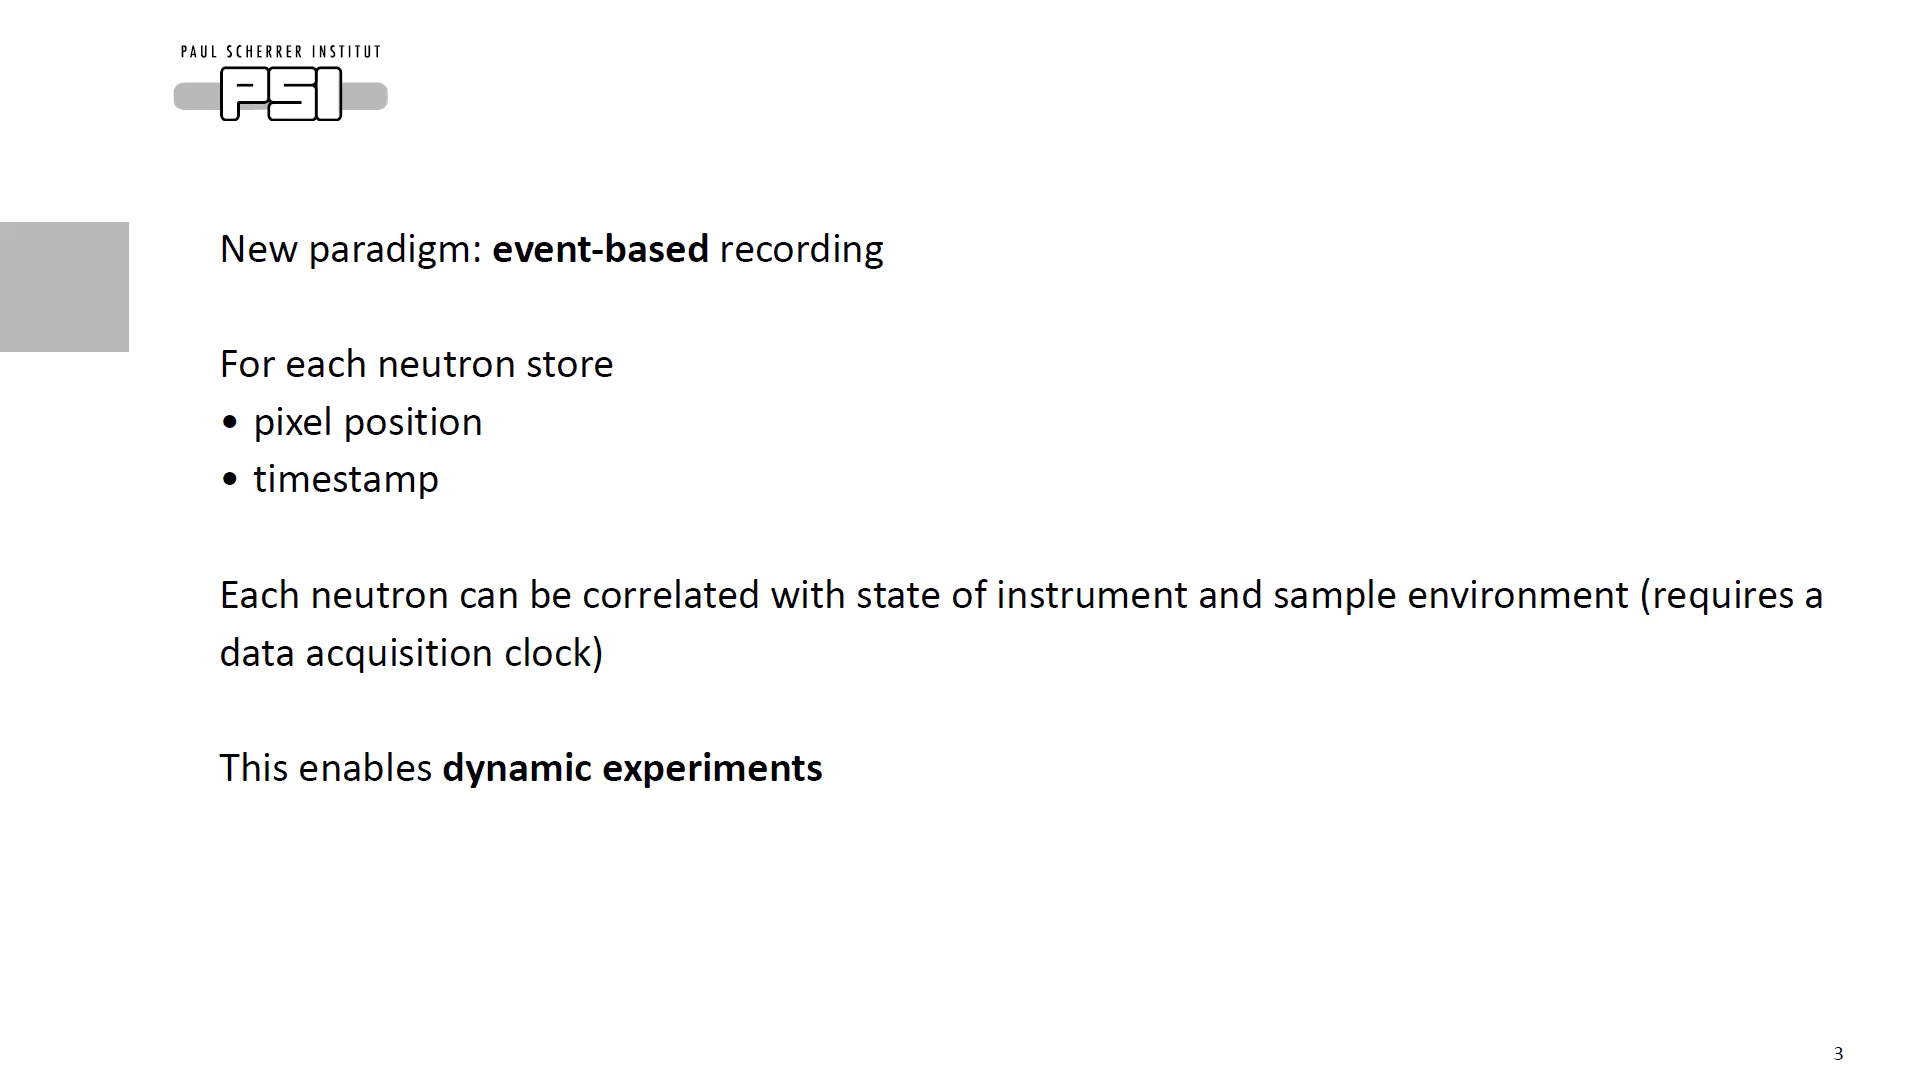 PAUL SCHERRER INSTITUT
PSI
New paradigm: event-based recording
For each neutron store
• pixel position
• timestamp
Each neutron can be correlated with state of instrument and sample environment (requires a
data acquisition clock)
This enables dynamic experiments
3